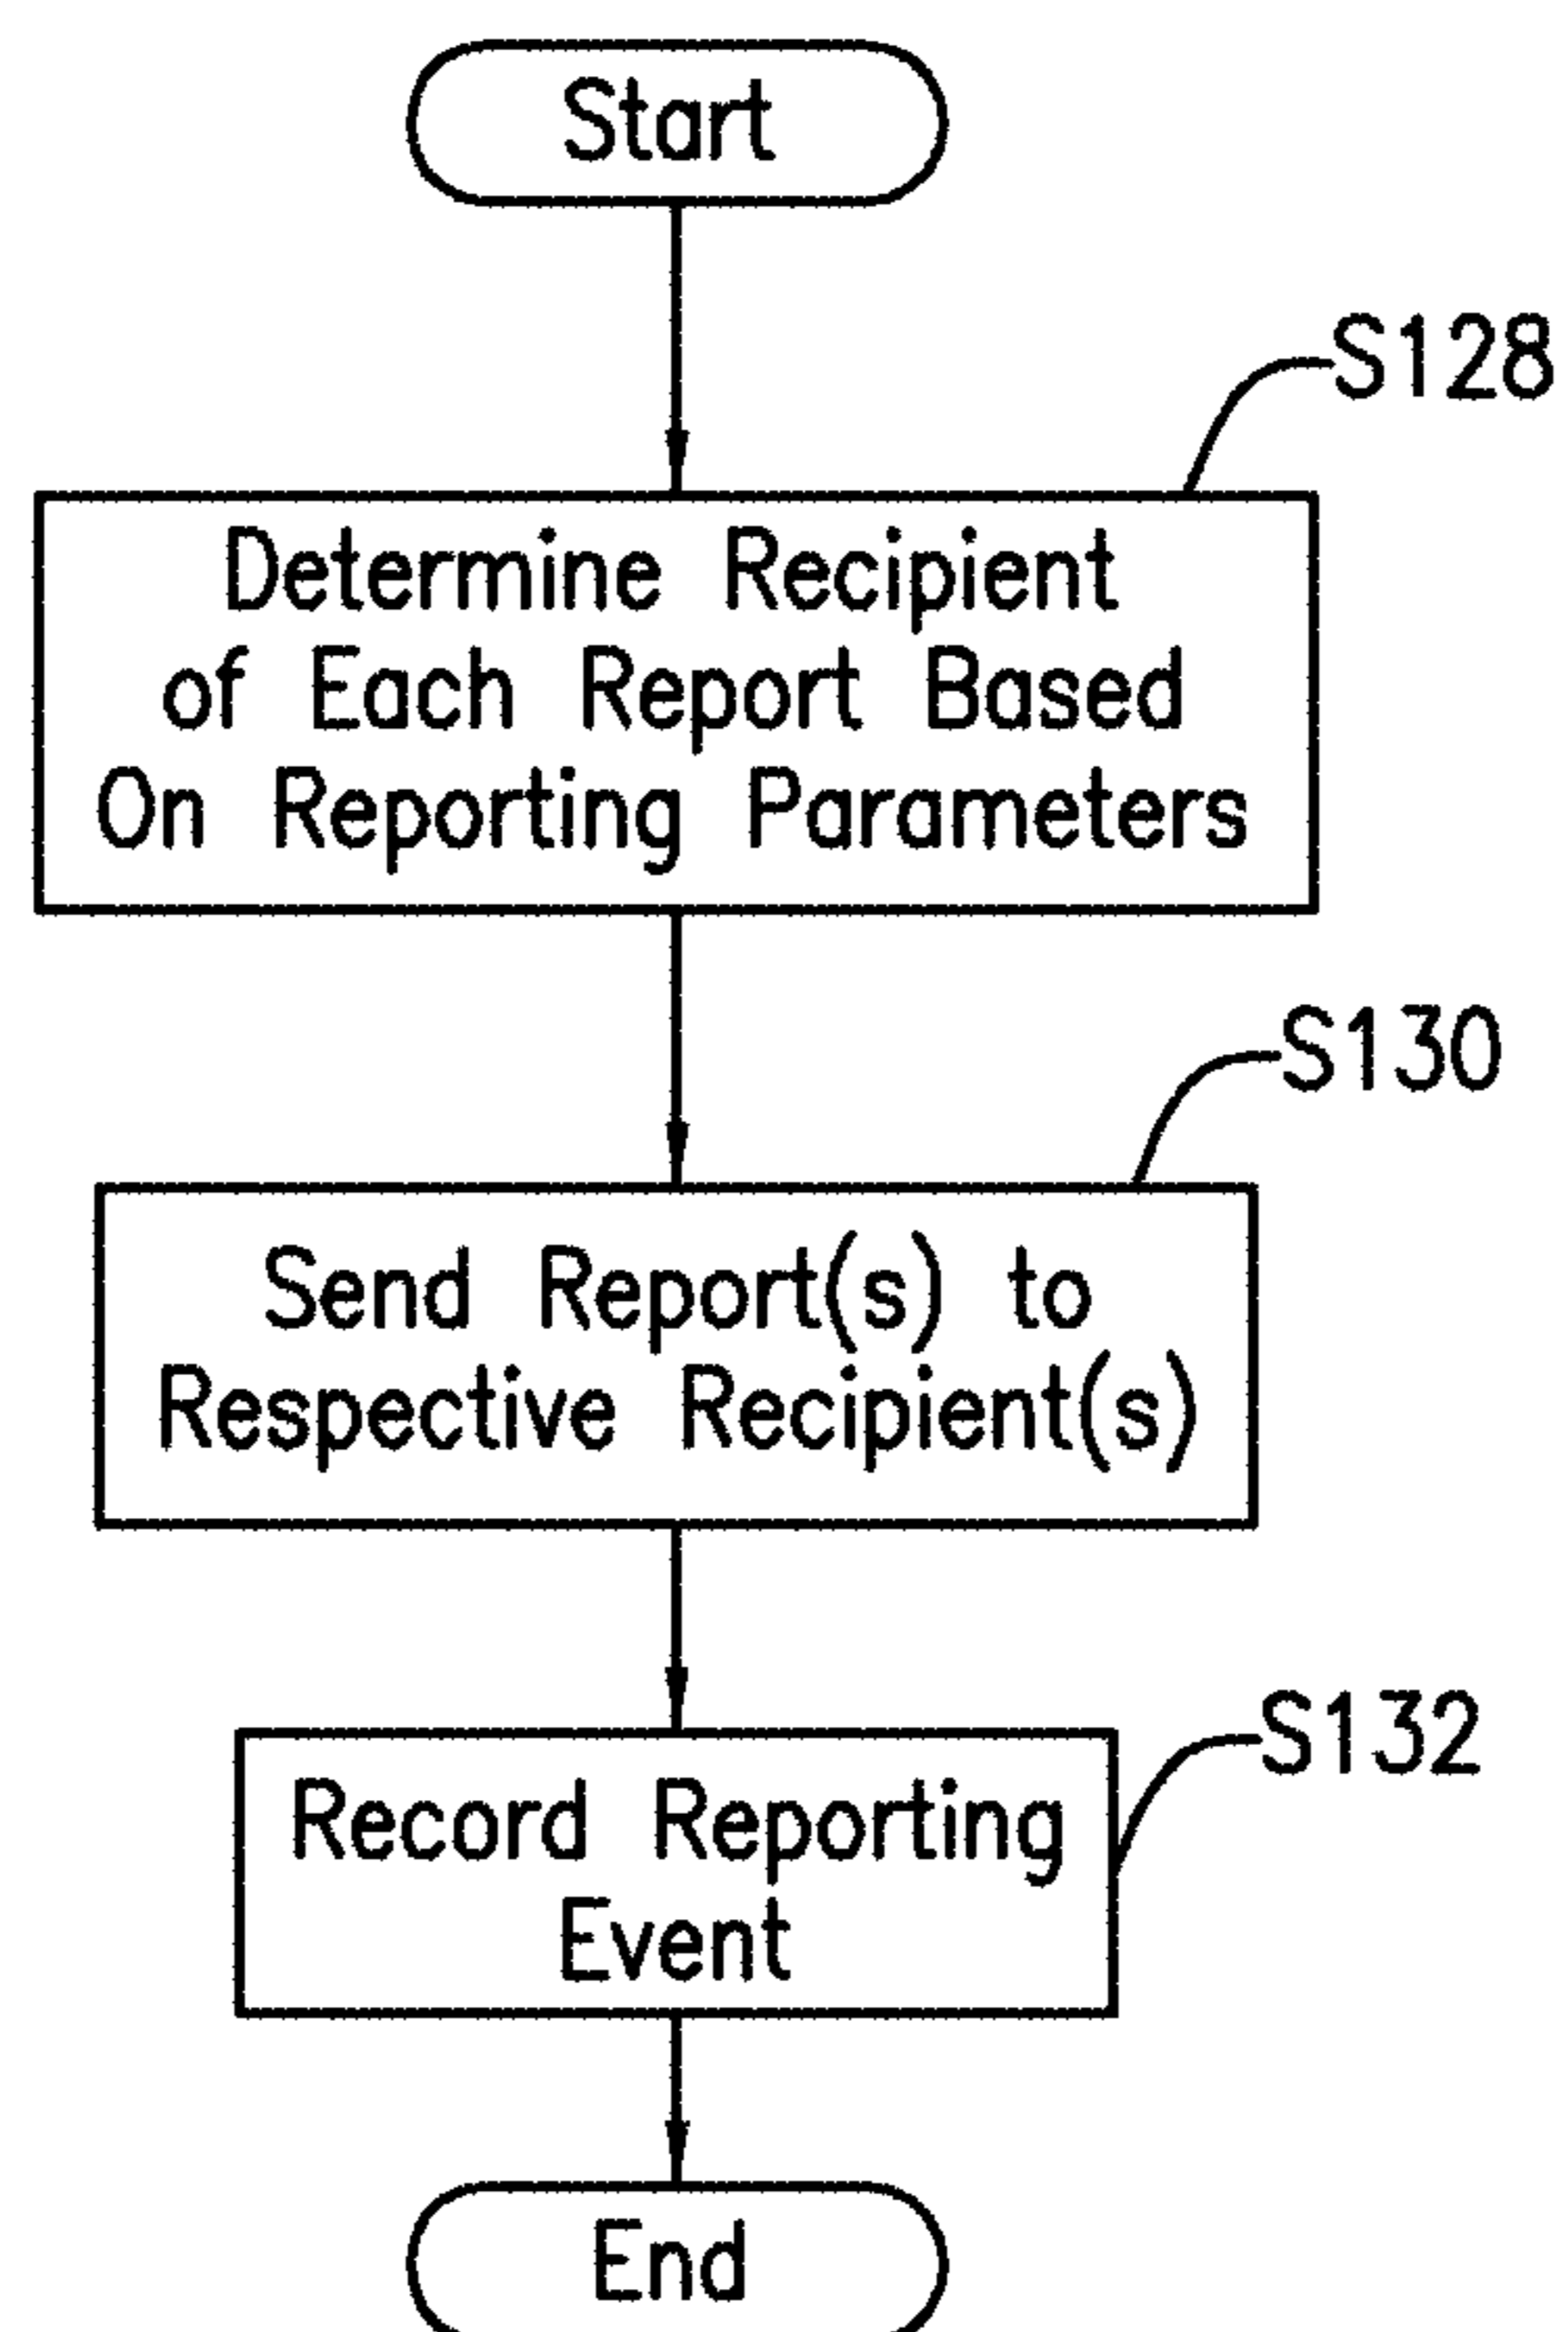 Start
S128
Determine Recipient
of Each Report Based
On Reporting Parameters
S130
Send Report(s) to
Respective Recipient(s)
S132
Record Reporting
Event
End